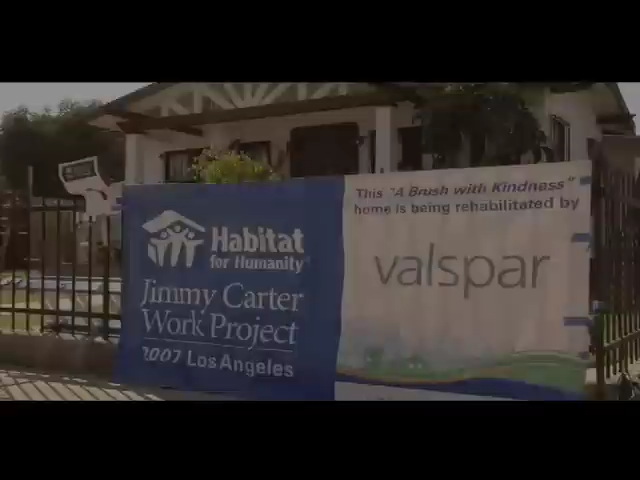 Habitat
for Humanity®
Jimmy Carter
Work Project
2007 Los Angeles
This "A Brush with Kindness"
home is being rehabilitated by
valspar